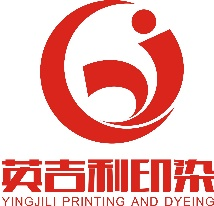 英吉利印染
YINGJILI PRINTING AND DYEING